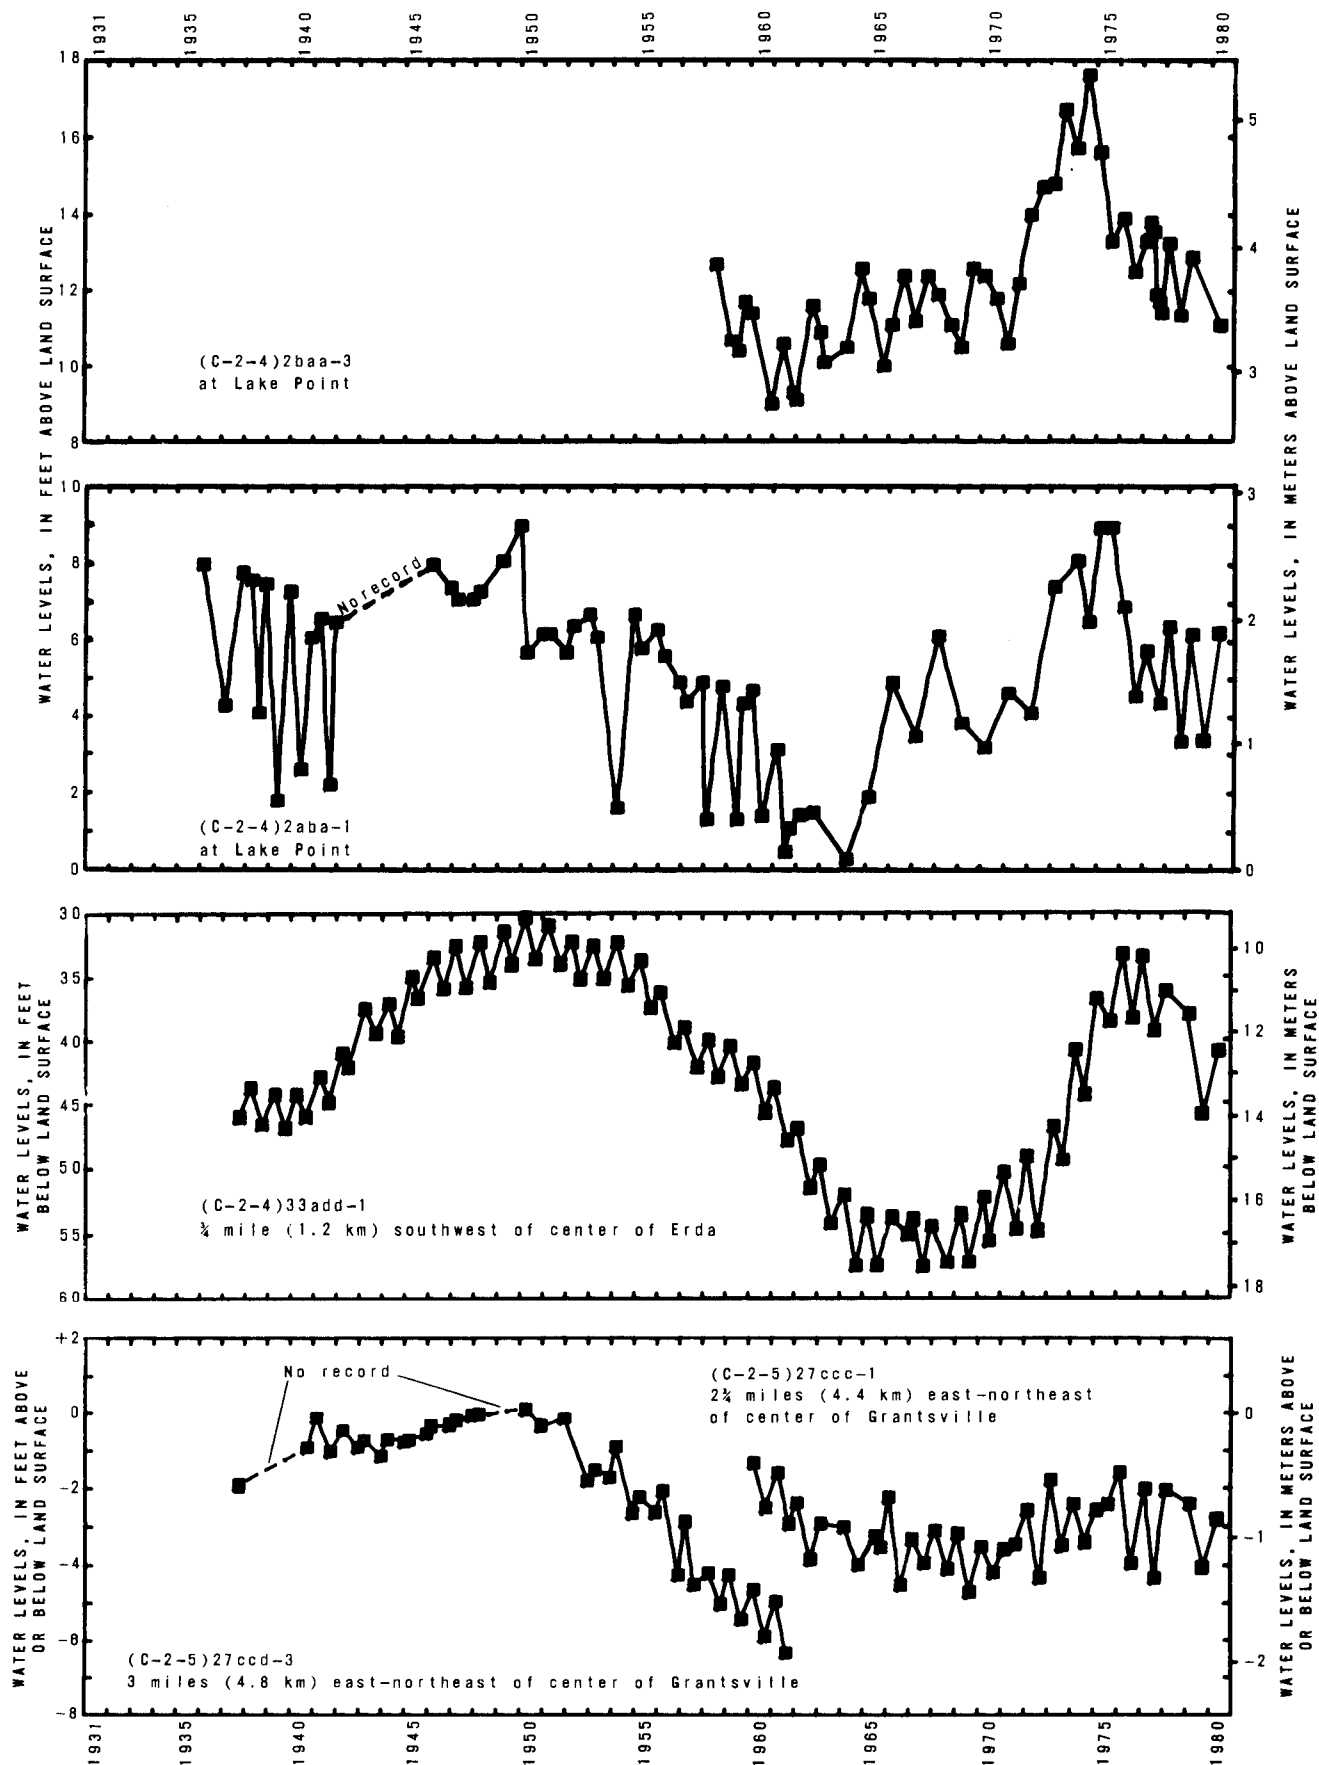 1931 1935 1940 1945 1950 1955 1960 1965 1970 1975 1980
18
16
14
12
10
8
5
4
3
(C-2-4)2baa-3
at Lake Point
WATER LEVELS, IN FEET ABOVE LAND SURFACE
WATER LEVELS, IN METERS ABOVE LAND SURFACE
10
8
6
4
2
0
3
2
1
0
No record
(C-2-4)2aba-1
at Lake Point
30
35
40
45
50
55
60
10
12
14
16
18
WATER LEVELS, IN FEET
BELOW LAND SURFACE
WATER LEVELS, IN METERS
BELOW LAND SURFACE
(C-2-4)33add-1
¾ mile (1.2 km) southwest of center of Erda
+2
0
-2
-4
-6
-8
0
-1
-2
WATER LEVELS, IN FEET ABOVE
OR BELOW LAND SURFACE
WATER LEVELS, IN METERS ABOVE
OR BELOW LAND SURFACE
No record
(C-2-5)27ccc-1
2¾ miles (4.4 km) east-northeast
of center of Grantsville
(C-2-5)27ccd-3
3 miles (4.8 km) east-northeast of center of Grantsville
1931 1935 1940 1945 1950 1955 1960 1965 1970 1975 1980